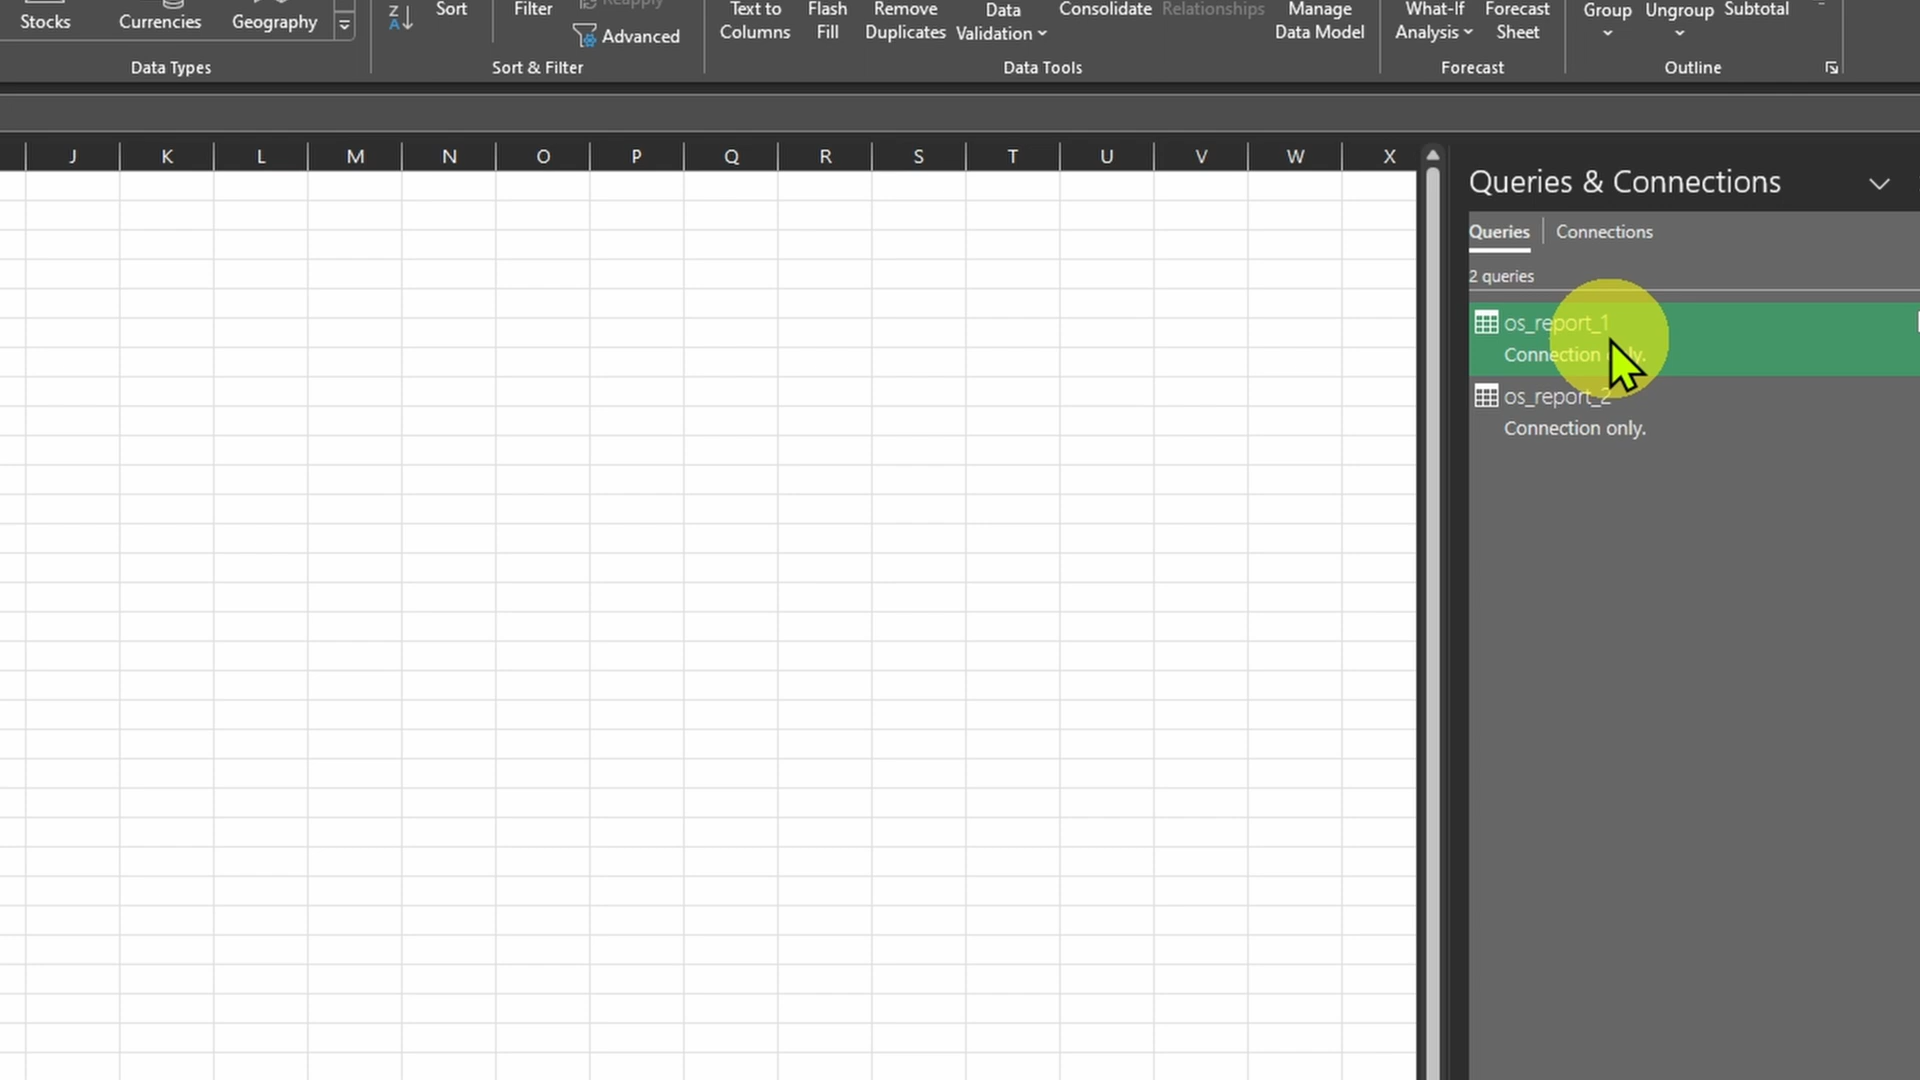 Stocks Currencies Geography
Data Types
Z
A
Sort Filter Reapply
Advanced
Sort & Filter
Text to
Columns
Flash
Fill
Remove
Duplicates
Data
Validation
Consolidate
Relationships
Manage
Data Model
Data Tools
What-If
Analysis
Forecast
Sheet
Forecast
Group
Ungroup
Subtotal
Outline
J K L M N O P Q R S T U V W X
Queries & Connections
Queries Connections
2 queries
os_report_1
Connection only.
os_report_2
Connection only.